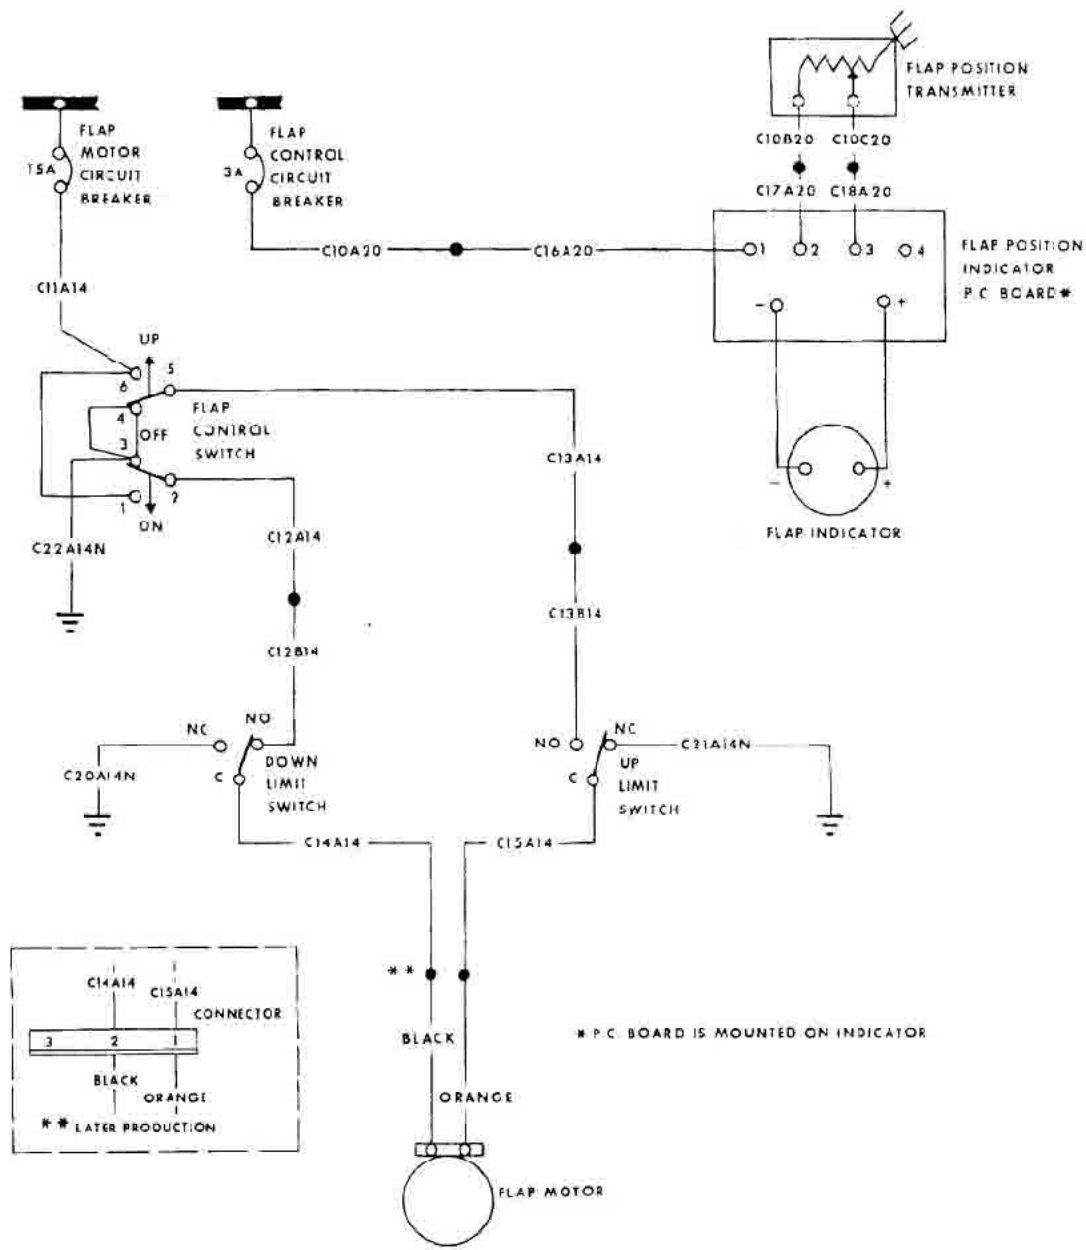 FLAP POSITION
TRANSMITTER
FLAP
MOTOR
CIRCUIT
BREAKER
15A
FLAP
CONTROL
CIRCUIT
BREAKER
3A
C10B20
C10C20
C17A20
C18A20
C10A20
C16A20
1
2
3
4
-
+
FLAP POSITION
INDICATOR
P.C. BOARD*
C11A14
UP
6
5
4
OFF
3
2
1
ON
FLAP
CONTROL
SWITCH
C22A14N
C13A14
-
+
FLAP INDICATOR
C12A14
C13B14
C12B14
NC
NO
C
DOWN
LIMIT
SWITCH
C20A14N
NO
NC
C
UP
LIMIT
SWITCH
C21A14N
C14A14
C15A14
**
BLACK
ORANGE
* P.C. BOARD IS MOUNTED ON INDICATOR
C14A14
C15A14
CONNECTOR
3
2
1
BLACK
ORANGE
** LATER PRODUCTION
FLAP MOTOR